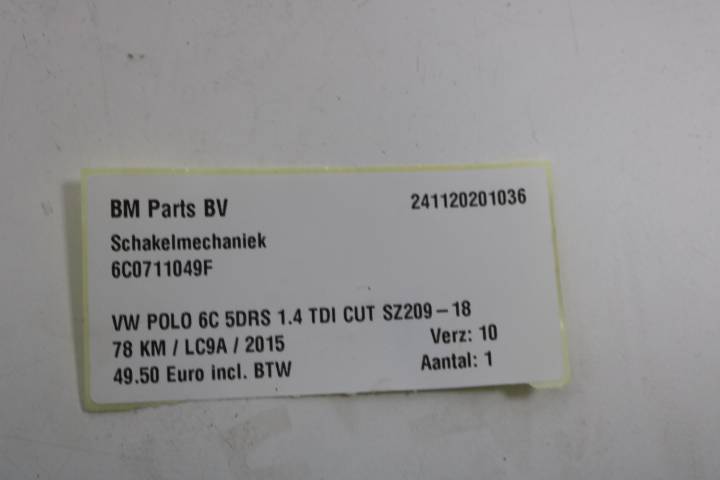 BM Parts BV 241120201036
Schakelmechaniek
6C0711049F
VW POLO 6C 5DRS 1.4 TDI CUT SZ209-18
78 KM / LC9A / 2015 Verz: 10
49.50 Euro incl. BTW Aantal: 1